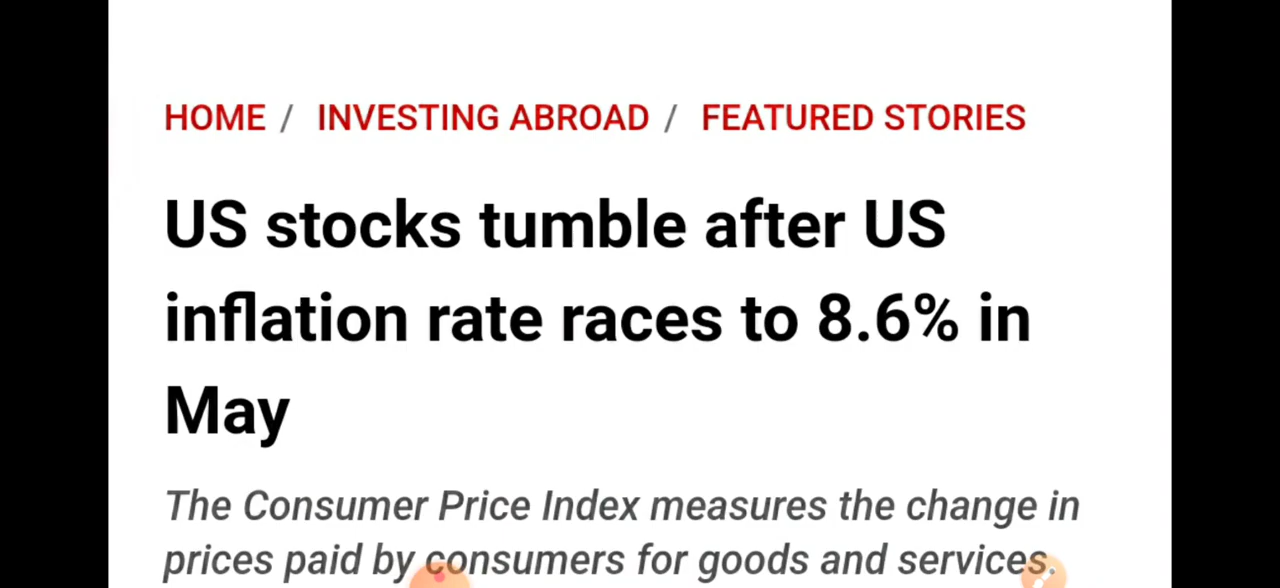 HOME / INVESTING ABROAD / FEATURED STORIES
US stocks tumble after US
inflation rate races to 8.6% in
May
The Consumer Price Index measures the change in
prices paid by consumers for goods and services.